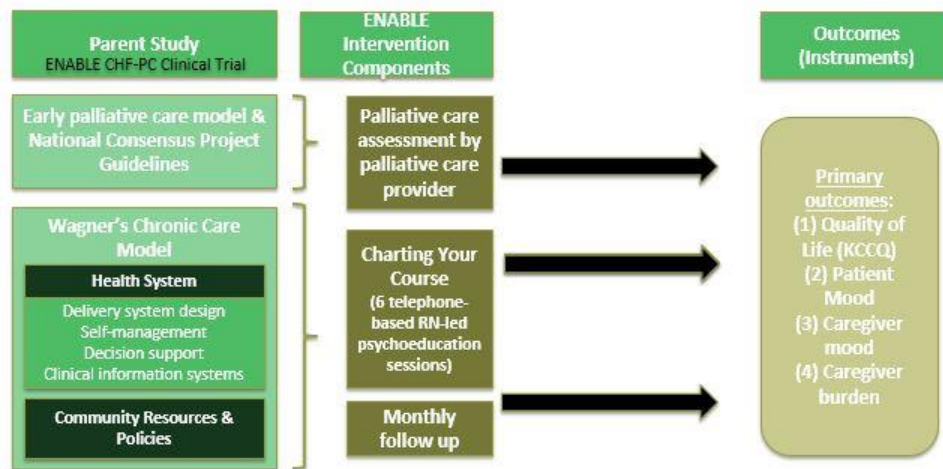 Parent Study
ENABLE CHF-PC Clinical Trial
ENABLE
Intervention
Components
Outcomes
(Instruments)
Early palliative care model &
National Consensus Project
Guidelines
Palliative care
assessment by
palliative care
provider
Wagner's Chronic Care
Model
Health System
Delivery system design
Self-management
Decision support
Clinical information systems
Community Resources &
Policies
Charting Your
Course
(6 telephone-
based RN-led
psychoeducation
sessions)
Monthly
follow up
Primary
outcomes:
(1) Quality of
Life (KCCQ)
(2) Patient
Mood
(3) Caregiver
mood
(4) Caregiver
burden